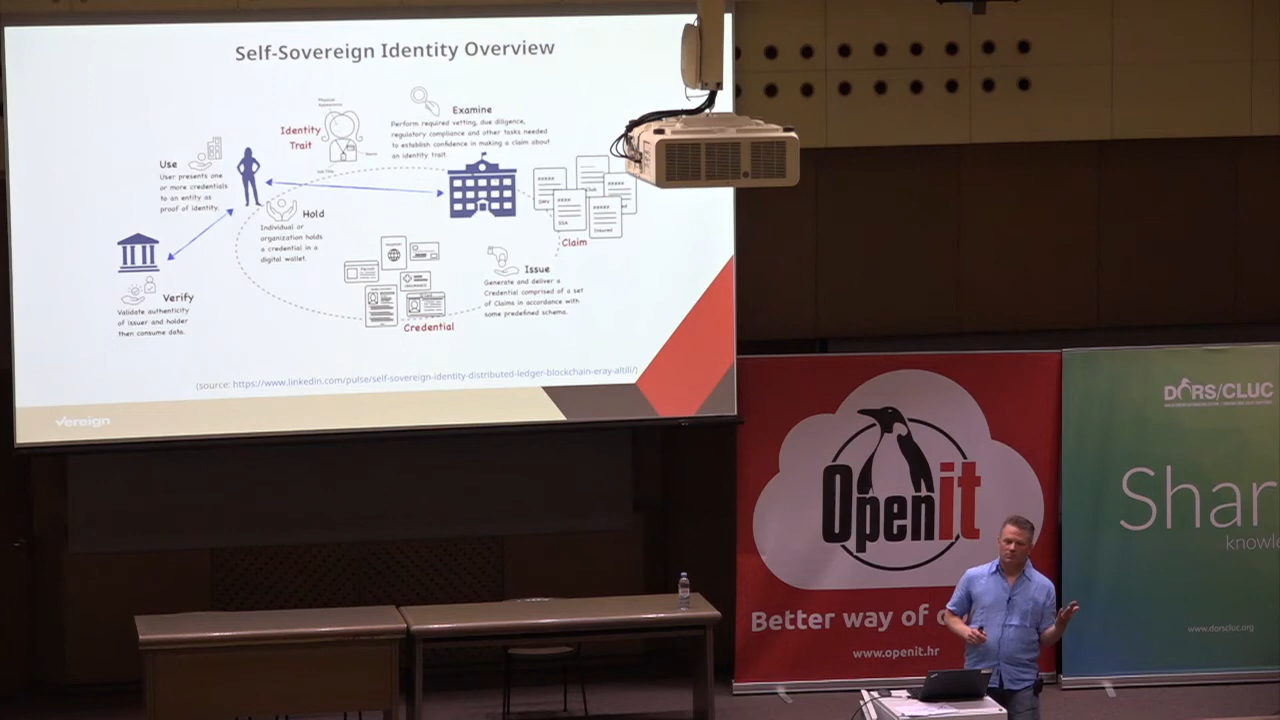 Self-Sovereign Identity Overview
Examine
Perform required vetting, due diligence,
regulatory compliance and other tasks needed
to establish confidence in making a claim about
an identity trait.
Identity
Trait
Use
User presents one
or more credentials
to an entity as
proof of identity.
Hold
Individual or
organization holds
a credential in a
digital wallet.
SSA
Insured
Claim
Issue
Generate and deliver a
Credential comprised of a set
of Claims in accordance with
some predefined schema.
Verify
Validate authenticity
of issuer and holder
then consume data.
Credential
(source: https://www.linkedin.com/pulse/self-sovereign-identity-distributed-ledger-blockchain-eray-altili/)
vereign
OpenIt
Better way of
www.openit.hr
DORS/CLUC
Shar
knowle
www.dorscluc.org